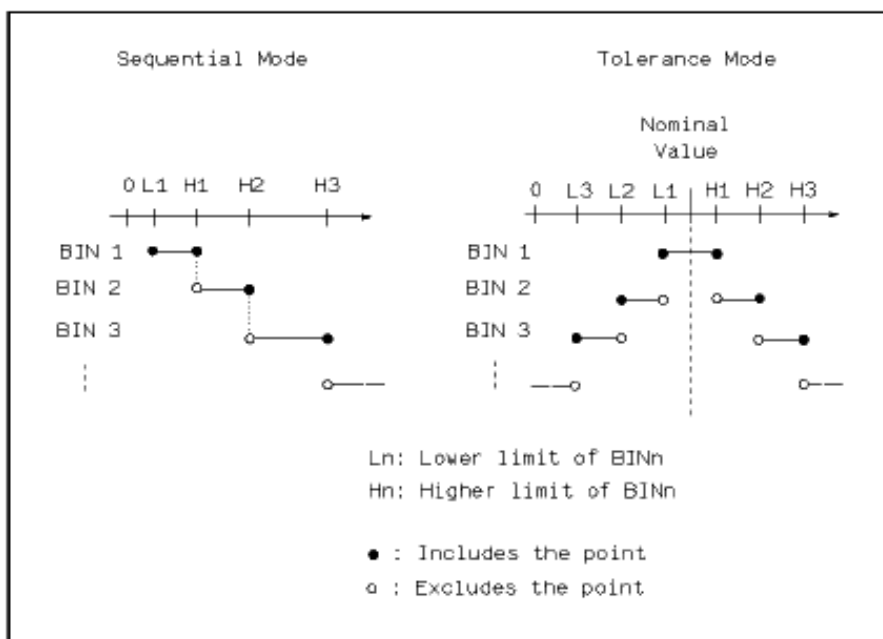 Sequential Mode
0 L1 H1 H2 H3
BIN 1
BIN 2
BIN 3
Tolerance Mode
Nominal
Value
0 L3 L2 L1 H1 H2 H3
BIN 1
BIN 2
BIN 3
Ln: Lower limit of BINn
Hn: Higher limit of BINn
● : Includes the point
○ : Excludes the point